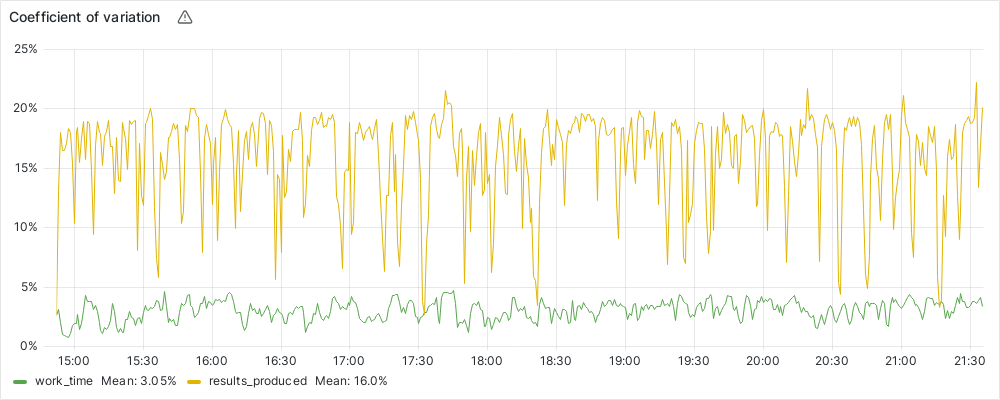 Coefficient of variation
25%
20%
15%
10%
5%
0%
15:00 15:30 16:00 16:30 17:00 17:30 18:00 18:30 19:00 19:30 20:00 20:30 21:00 21:30
work_time Mean: 3.05% results_produced Mean: 16.0%